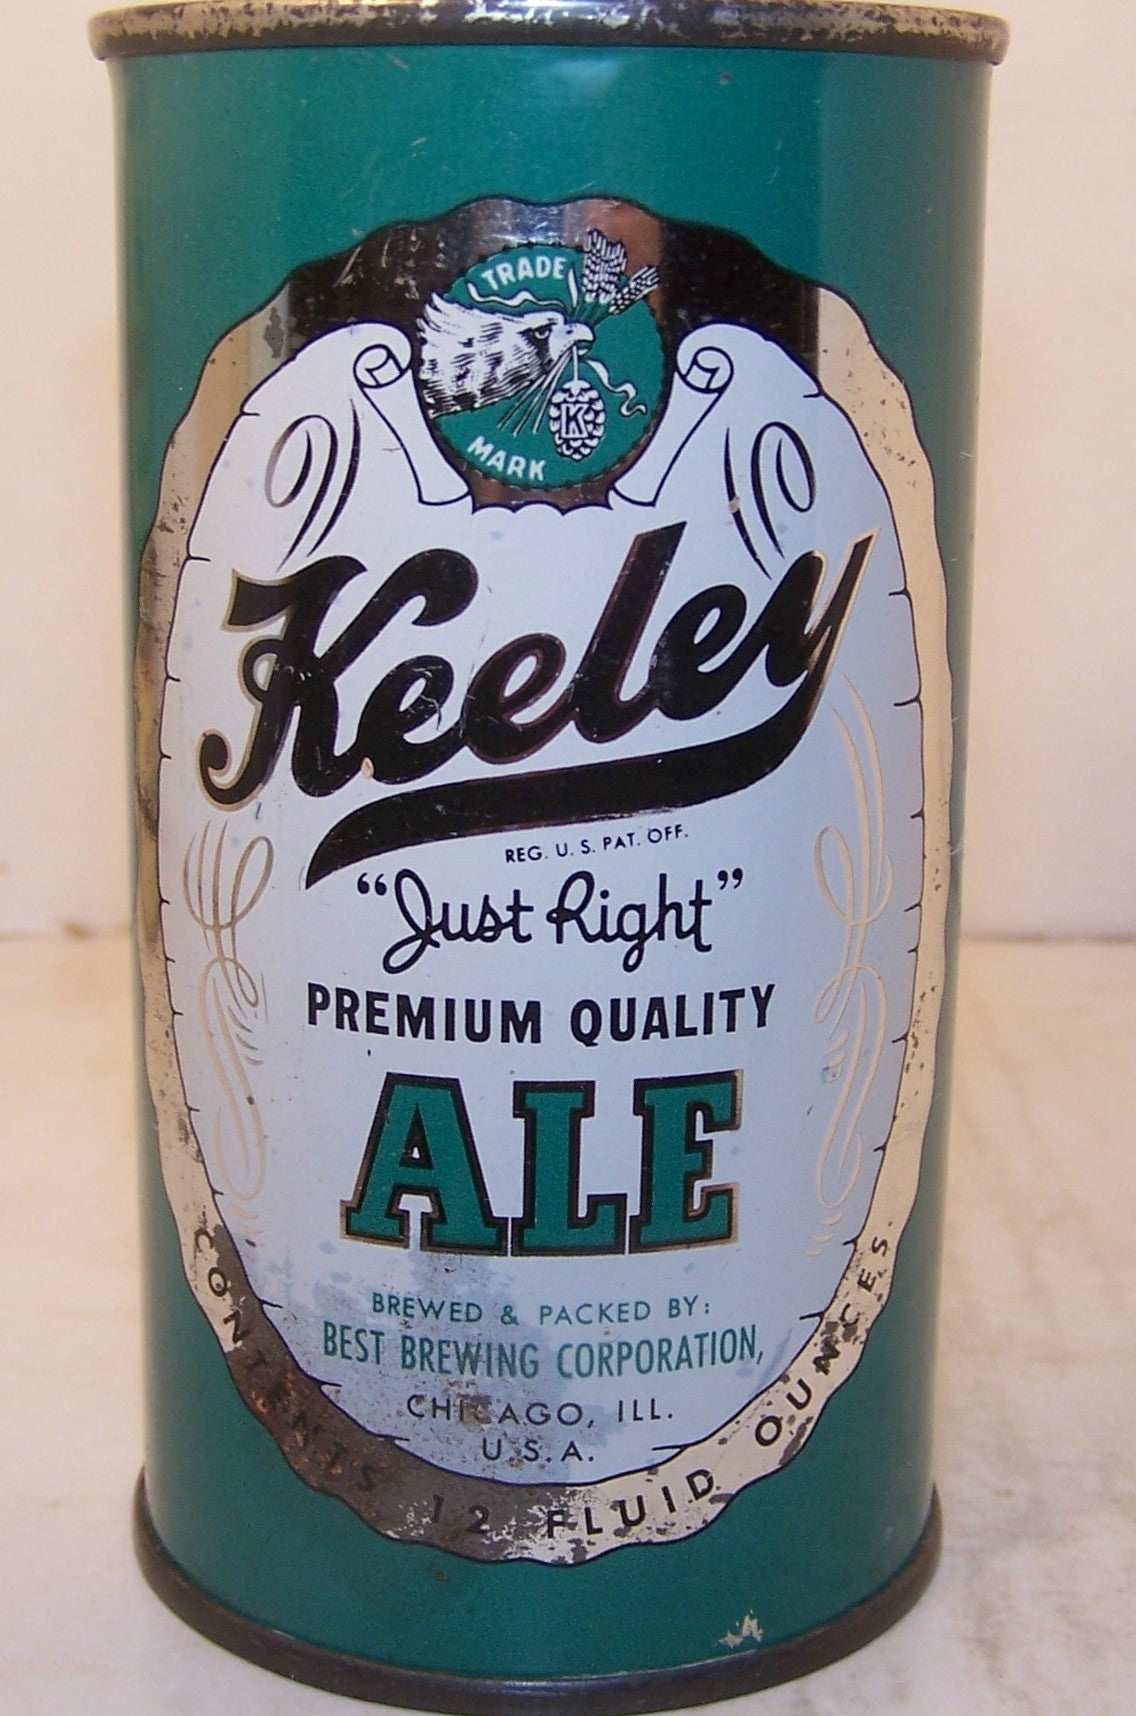 TRADE
MARK
K
Keeley
REG. U. S. PAT. OFF.
“Just Right”
PREMIUM QUALITY
ALE
BREWED & PACKED BY:
BEST BREWING CORPORATION,
CHICAGO, ILL.
U.S.A.
CONTENTS 12 FLUID OUNCES.